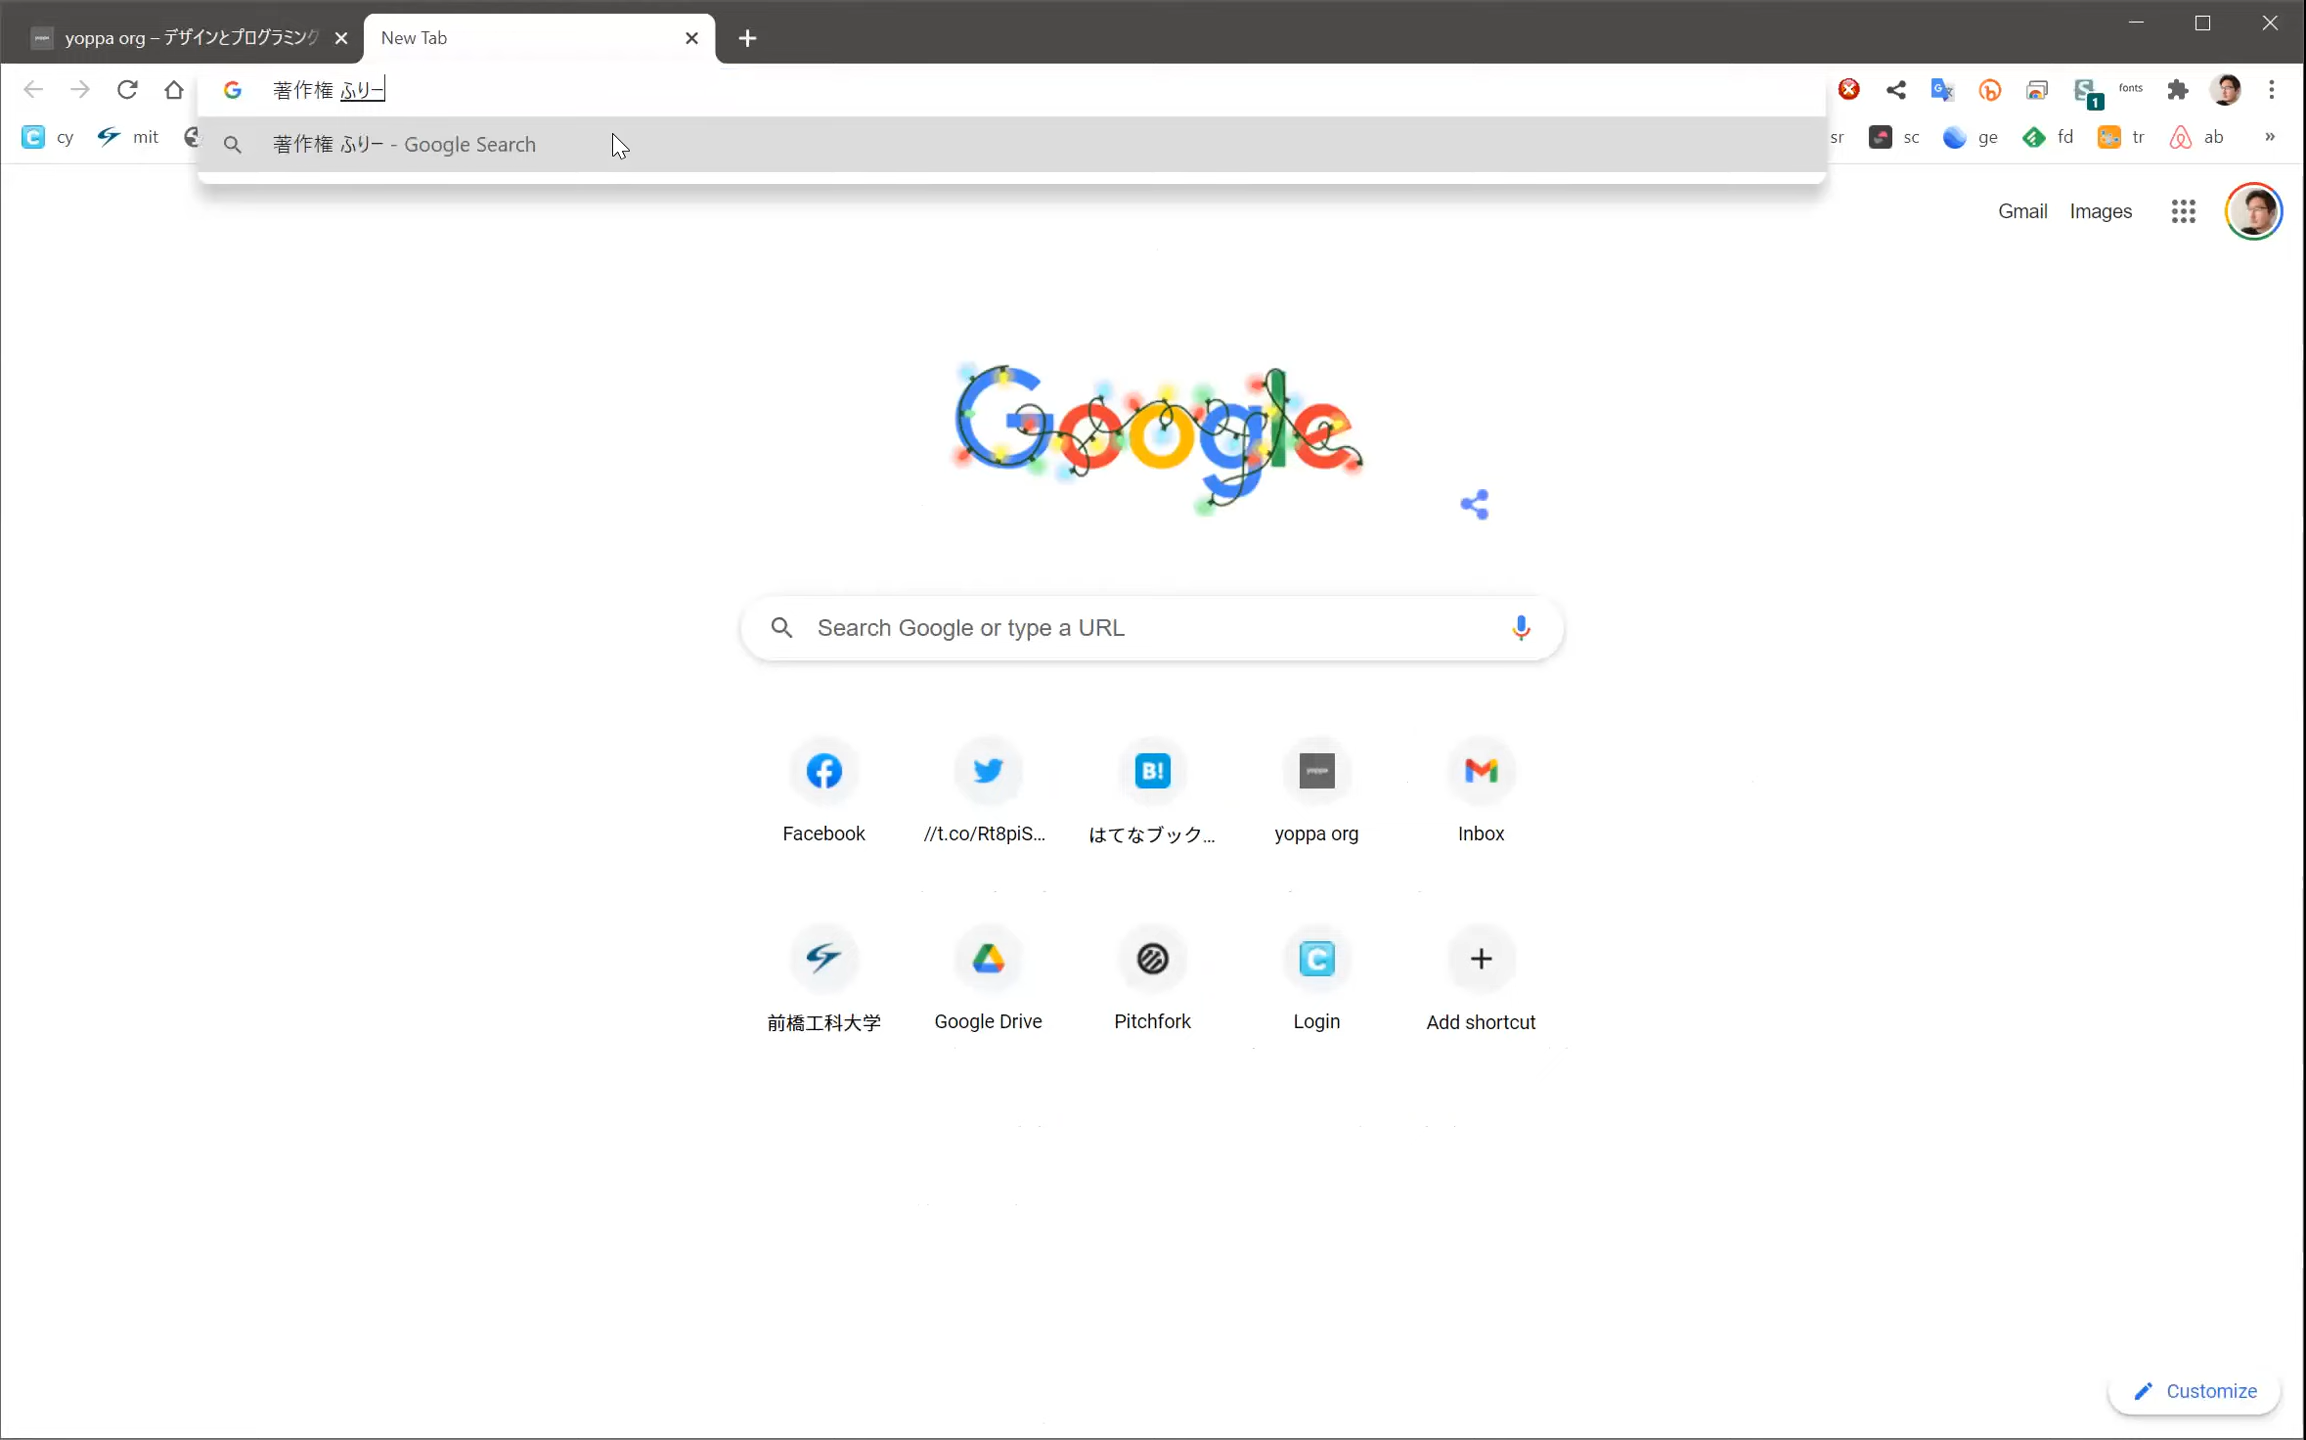 yoppa org – デザインとプログラミング
New Tab
著作権 ふりー
fonts
1
cy
mit
著作権 ふりー - Google Search
sr
sc
ge
fd
tr
ab
»
Gmail
Images
Google
Search Google or type a URL
B!
Facebook
//t.co/Rt8piS...
はてなブック...
yoppa org
Inbox
前橋工科大学
Google Drive
Pitchfork
Login
Add shortcut
Customize